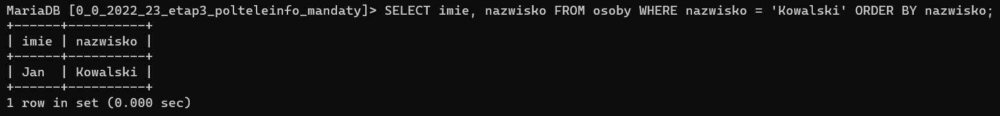 MariaDB [0_0_2022_23_etap3_polteleinfo_mandaty]> SELECT imie, nazwisko FROM osoby WHERE nazwisko = 'Kowalski' ORDER BY nazwisko;
+------+----------+
| imie | nazwisko |
+------+----------+
| Jan  | Kowalski |
+------+----------+
1 row in set (0.000 sec)